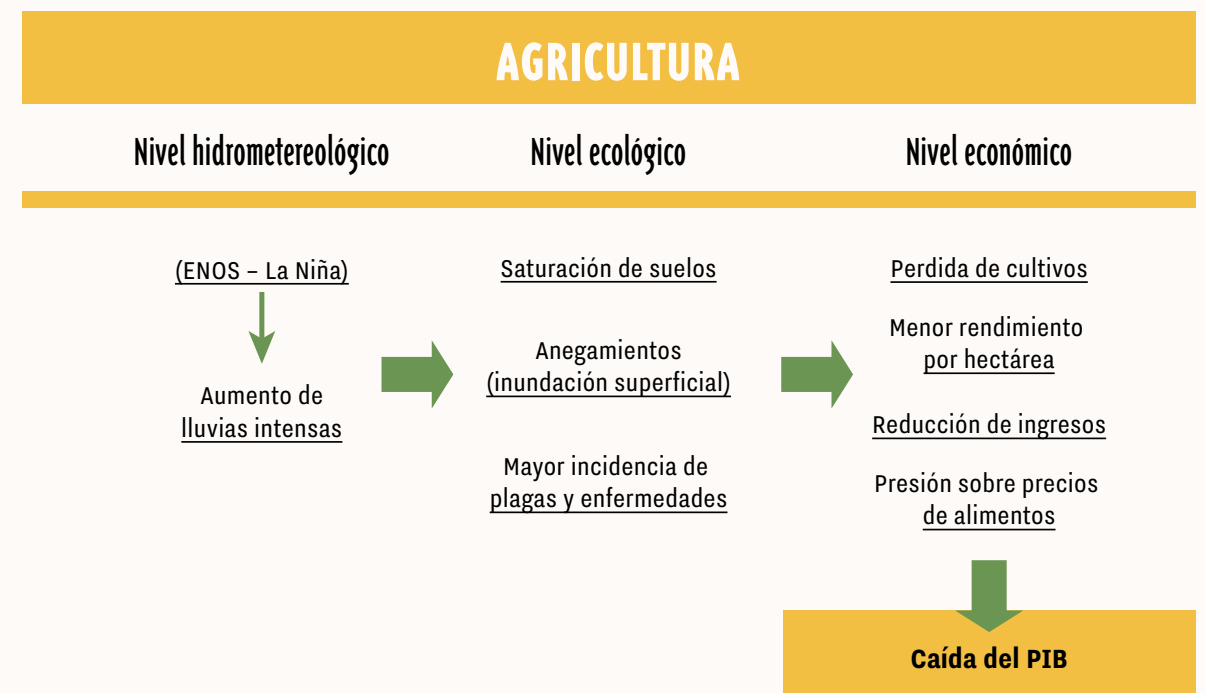 AGRICULTURA
Nivel hidrometereológico
Nivel ecológico
Nivel económico
(ENOS – La Niña)
Aumento de
lluvias intensas
Saturación de suelos
Anegamientos
(inundación superficial)
Mayor incidencia de
plagas y enfermedades
Perdida de cultivos
Menor rendimiento
por hectárea
Reducción de ingresos
Presión sobre precios
de alimentos
Caída del PIB